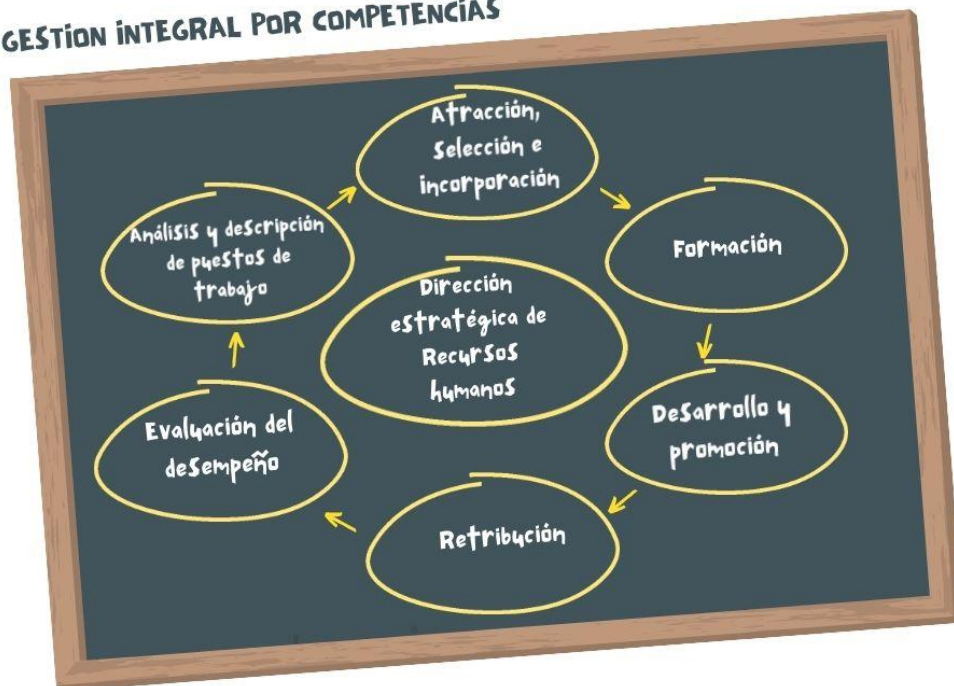 GESTIÓN INTEGRAL POR COMPETENCIAS
Atracción,
Selección e
incorporación
Análisis y descripción
de puestos de
trabajo
Formación
Dirección
estratégica de
Recursos
humanos
Desarrollo y
promoción
Evaluación del
desempeño
Retribución